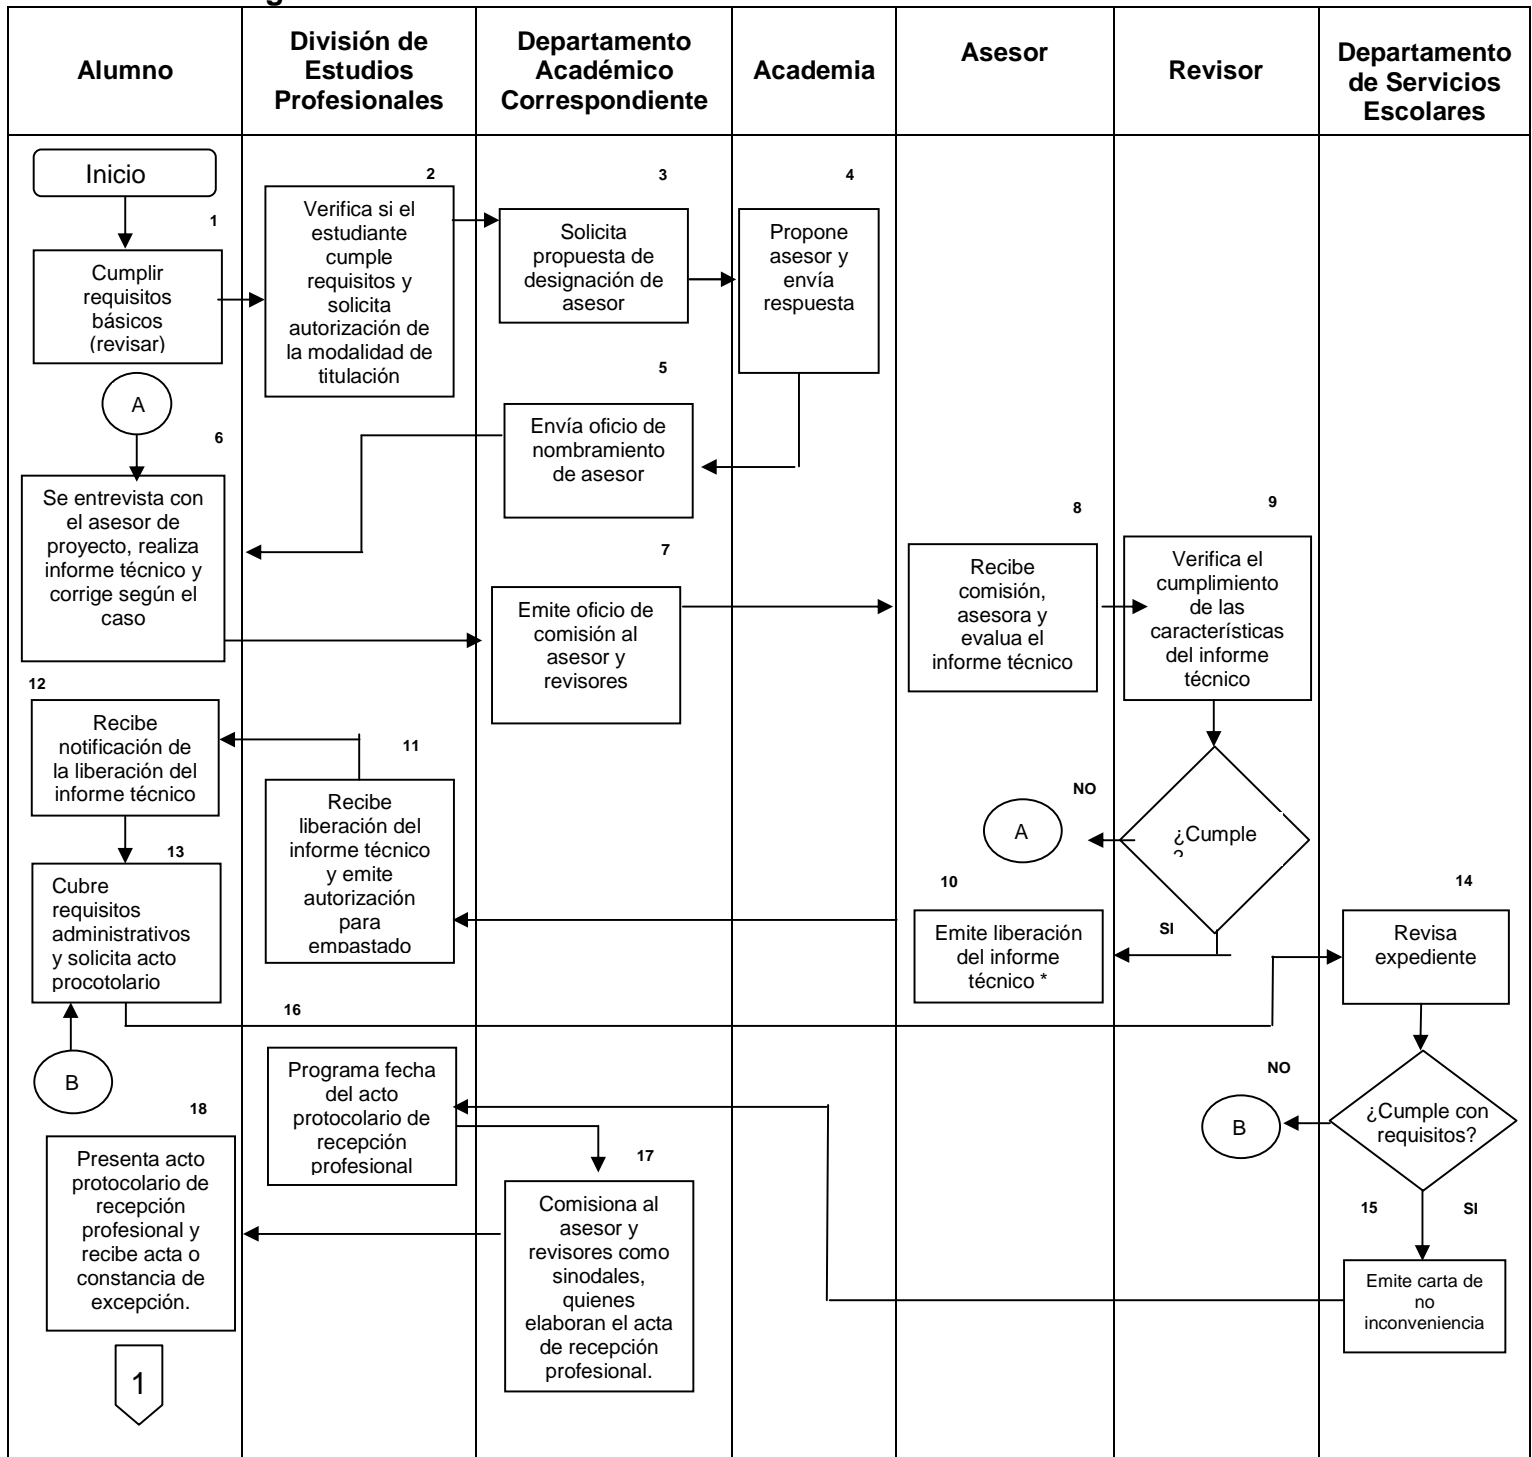 Alumno
División de
Estudios
Profesionales
Departamento
Académico
Correspondiente
Academia
Asesor
Revisor
Departamento
de Servicios
Escolares
Inicio
1
Cumplir
requisitos
básicos
(revisar)
2
Verifica si el
estudiante
cumple
requisitos y
solicita
autorización de
la modalidad de
titulación
3
Solicita
propuesta de
designación de
asesor
4
Propone
asesor y
envía
respuesta
5
Envía oficio de
nombramiento
de asesor
A
6
Se entrevista con
el asesor de
proyecto, realiza
informe técnico y
corrige según el
caso
7
Emite oficio de
comisión al
asesor y
revisores
8
Recibe
comisión,
asesora y
evalua el
informe técnico
9
Verifica el
cumplimiento
de las
características
del informe
técnico
¿Cumple
?
NO
A
SI
10
Emite liberación
del informe
técnico *
11
Recibe
liberación del
informe técnico
y emite
autorización
para
empastado
12
Recibe
notificación de
la liberación del
informe técnico
13
Cubre
requisitos
administrativos
y solicita acto
procotolario
B
14
Revisa
expediente
¿Cumple con
requisitos?
NO
B
SI
15
Emite carta de
no
inconveniencia
16
Programa fecha
del acto
protocolario de
recepción
profesional
17
Comisiona al
asesor y
revisores como
sinodales,
quienes
elaboran el acta
de recepción
profesional.
18
Presenta acto
protocolario de
recepción
profesional y
recibe acta o
constancia de
excepción.
1